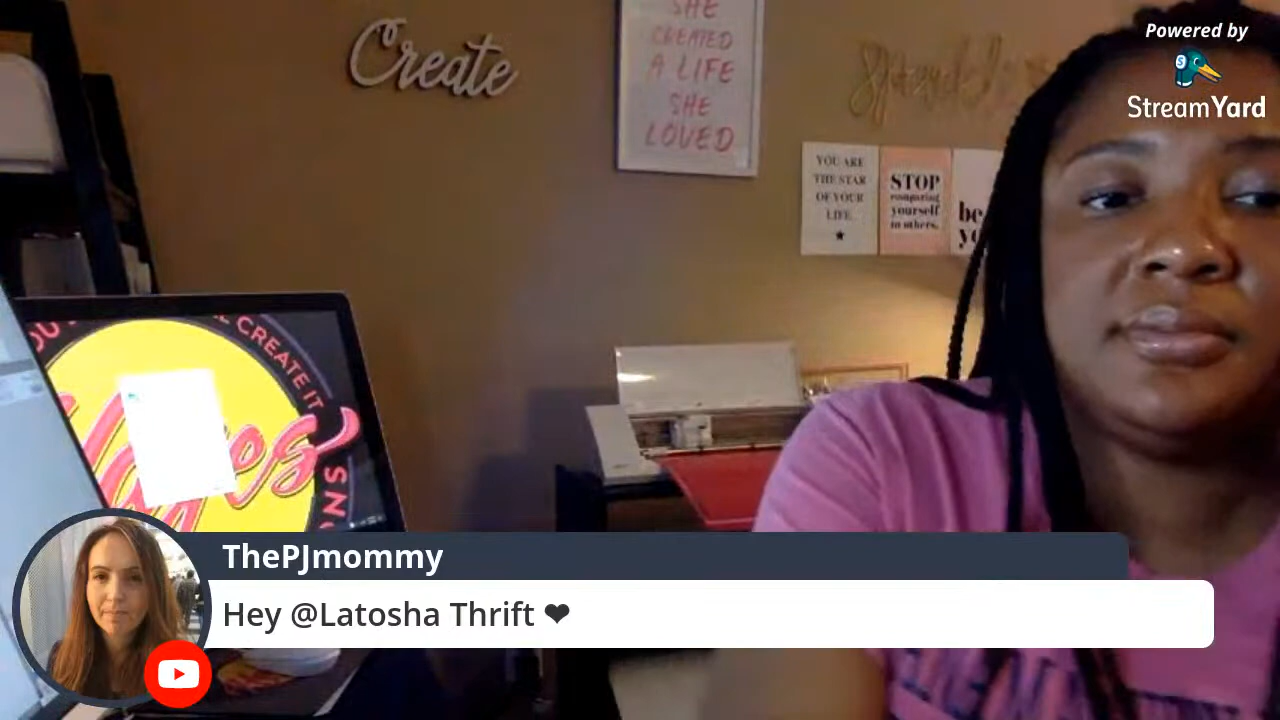 Powered by
StreamYard
Create
SHE
CREATED
A LIFE
SHE
LOVED
YOU ARE
THE STAR
OF YOUR
LIFE
STOP
comparing
yourself
to others.
be
CREATE IT
ThePJmommy
Hey @Latosha Thrift ❤